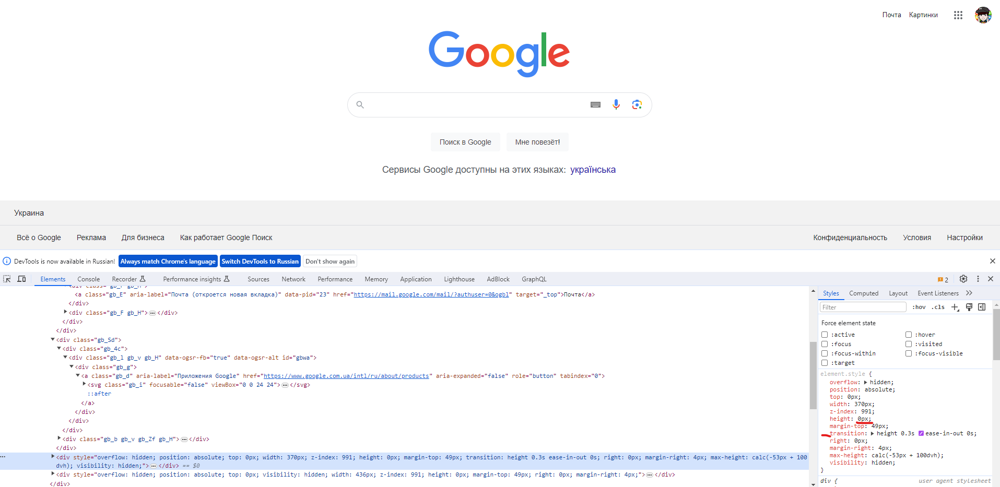 Почта Картинки
Google
Поиск в Google Мне повезёт!
Сервисы Google доступны на этих языках: українська
Украина
Всё о Google Реклама Для бизнеса Как работает Google Поиск Конфиденциальность Условия Настройки
DevTools is now available in Russian! Always match Chrome's language Switch DevTools to Russian Don't show again
Elements Console Recorder Performance insights Sources Network Performance Memory Application Lighthouse AdBlock GraphQL 2
<a class="gb_E" aria-label="Почта (откроется новая вкладка)" data-pid="23" href="https://mail.google.com/mail/?authuser=0&ogbl" target="_top">Почта</a>
</div>
<div class="gb_F gb_H">…</div>
</div>
</div>
<div class="gb_Sd">
<div class="gb_4c">
<div class="gb_l gb_v gb_H" data-ogsr-fb="true" data-ogsr-alt id="gbwa">
<div class="gb_g">
<a class="gb_d" aria-label="Приложения Google" href="https://www.google.com.ua/intl/ru/about/products" aria-expanded="false" role="button" tabindex="0">
<svg class="gb_i" focusable="false" viewBox="0 0 24 24">…</svg>
::after
</a>
</div>
</div>
</div>
<div class="gb_b gb_v gb_Zf gb_H">…</div>
</div>
<div style="overflow: hidden; position: absolute; top: 0px; width: 370px; z-index: 991; height: 0px; margin-top: 49px; transition: height 0.3s ease-in-out 0s; right: 0px; margin-right: 4px; max-height: calc(-53px + 100
dvh); visibility: hidden;">…</div> == $0
<div style="overflow: hidden; position: absolute; top: 0px; visibility: hidden; width: 436px; z-index: 991; height: 0px; margin-top: 49px; right: 0px; margin-right: 4px;">…</div>
</div>
Styles Computed Layout Event Listeners
Filter :hov .cls
Force element state
:active :hover
:focus :visited
:focus-within :focus-visible
:target
element.style {
overflow: hidden;
position: absolute;
top: 0px;
width: 370px;
z-index: 991;
height: 0px;
margin-top: 49px;
transition: height 0.3s ease-in-out 0s;
right: 0px;
margin-right: 4px;
max-height: calc(-53px + 100dvh);
visibility: hidden;
}
div { user agent stylesheet